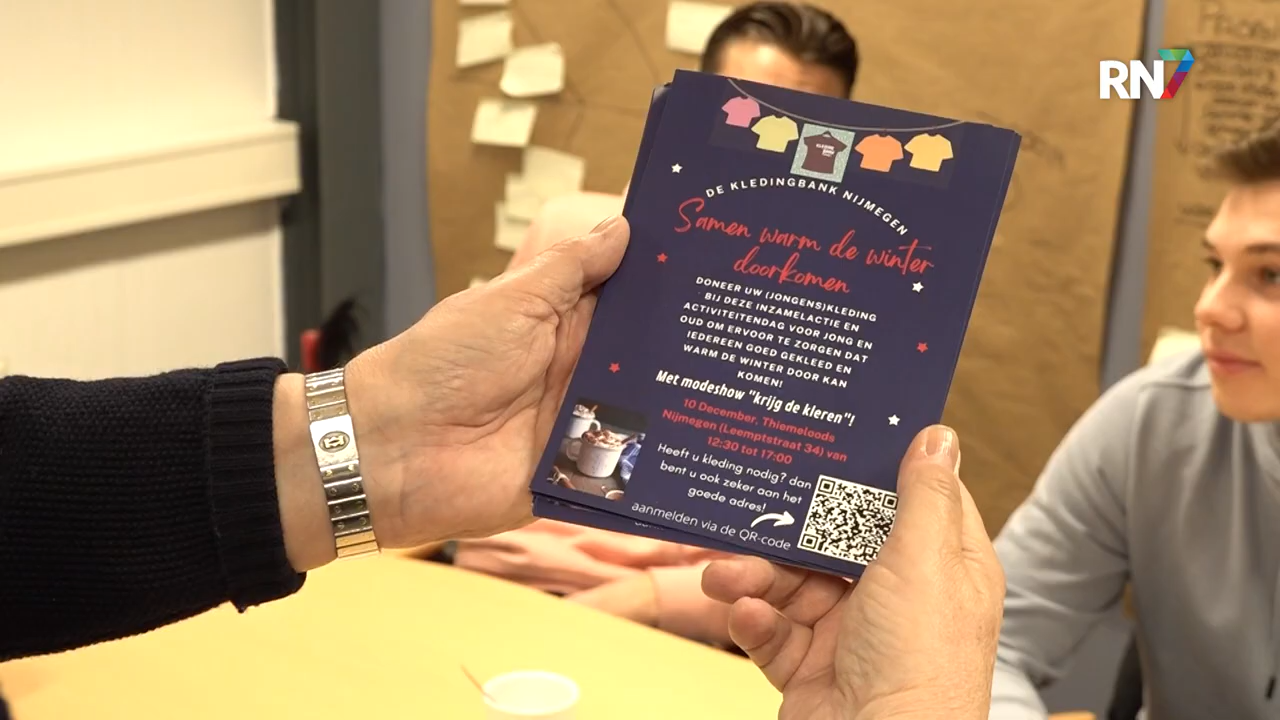 RN7
DE KLEDINGBANK NIJMEGEN
Samen warm de winter
doorkomen
DONEER UW (JONGENS)KLEDING
BIJ DEZE INZAMELACTIE EN
ACTIVITEITENDAG VOOR JONG EN
OUD OM ERVOOR TE ZORGEN DAT
IEDEREEN GOED GEKLEED EN
WARM DE WINTER DOOR KAN
KOMEN!
Met modeshow "krijg de kleren"!
10 December, Thiemeloods
Nijmegen (Leemptstraat 34) van
12:30 tot 17:00
Heeft u kleding nodig? dan
bent u ook zeker aan het
goede adres!
aanmelden via de QR-code